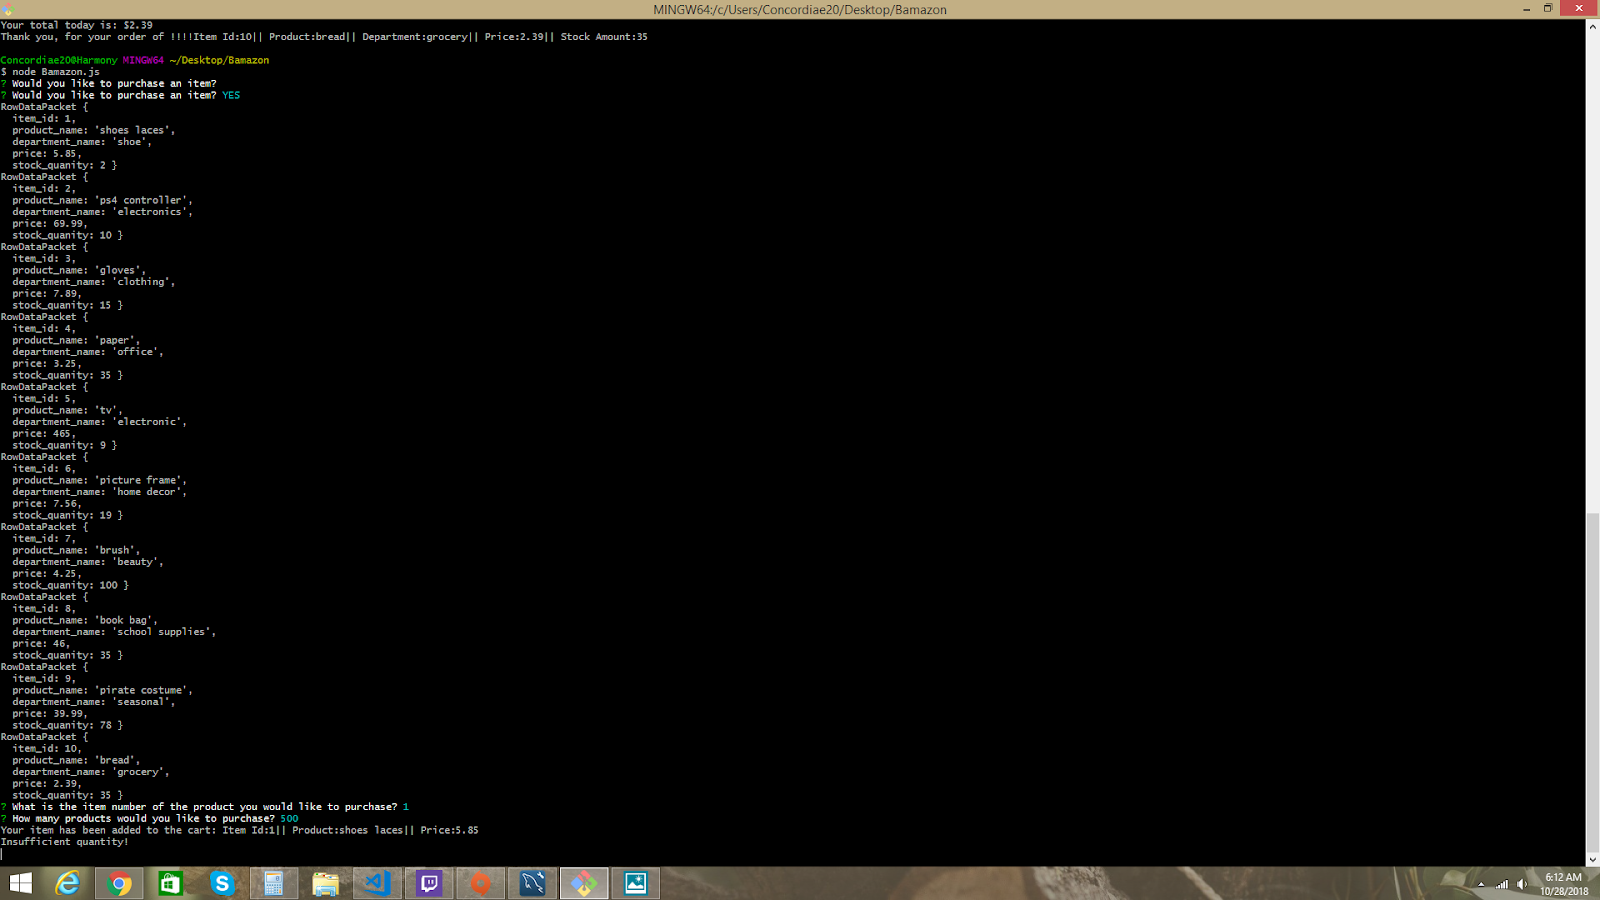 MINGW64:/c/Users/Concordiae20/Desktop/Bamazon
Your total today is: $2.39
Thank you, for your order of !!!!Item Id:10|| Product:bread|| Department:grocery|| Price:2.39|| Stock Amount:35
Concordiae20@Harmony MINGW64 ~/Desktop/Bamazon
$ node Bamazon.js
? Would you like to purchase an item?
? Would you like to purchase an item? YES
RowDataPacket {
item_id: 1,
product_name: 'shoes laces',
department_name: 'shoe',
price: 5.85,
stock_quanity: 2 }
RowDataPacket {
item_id: 2,
product_name: 'ps4 controller',
department_name: 'electronics',
price: 69.99,
stock_quanity: 10 }
RowDataPacket {
item_id: 3,
product_name: 'gloves',
department_name: 'clothing',
price: 7.89,
stock_quanity: 15 }
RowDataPacket {
item_id: 4,
product_name: 'paper',
department_name: 'office',
price: 3.25,
stock_quanity: 35 }
RowDataPacket {
item_id: 5,
product_name: 'tv',
department_name: 'electronic',
price: 465,
stock_quanity: 9 }
RowDataPacket {
item_id: 6,
product_name: 'picture frame',
department_name: 'home decor',
price: 7.56,
stock_quanity: 19 }
RowDataPacket {
item_id: 7,
product_name: 'brush',
department_name: 'beauty',
price: 4.25,
stock_quanity: 100 }
RowDataPacket {
item_id: 8,
product_name: 'book bag',
department_name: 'school supplies',
price: 46,
stock_quanity: 35 }
RowDataPacket {
item_id: 9,
product_name: 'pirate costume',
department_name: 'seasonal',
price: 39.99,
stock_quanity: 78 }
RowDataPacket {
item_id: 10,
product_name: 'bread',
department_name: 'grocery',
price: 2.39,
stock_quanity: 35 }
? What is the item number of the product you would like to purchase? 1
? How many products would you like to purchase? 500
Your item has been added to the cart: Item Id:1|| Product:shoes laces|| Price:5.85
Insufficient quantity!
6:12 AM
10/28/2018